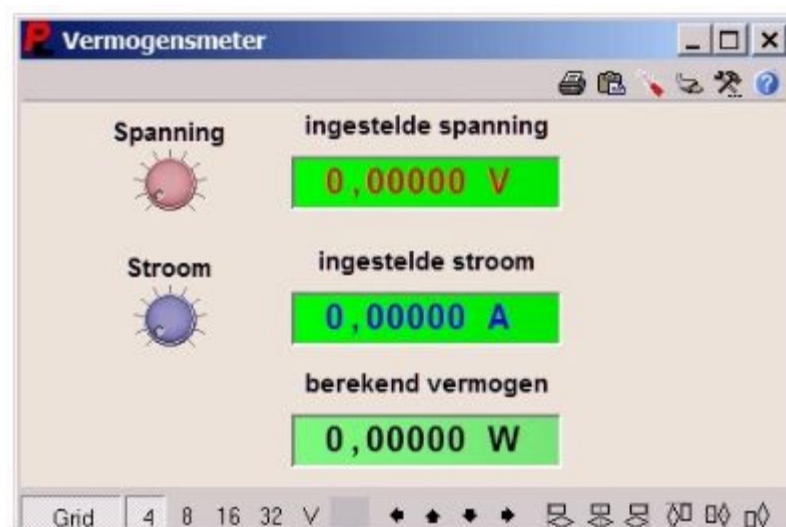 Vermogensmeter
Spanning
ingestelde spanning
0,00000 V
Stroom
ingestelde stroom
0,00000 A
berekend vermogen
0,00000 W
Grid 4 8 16 32 V